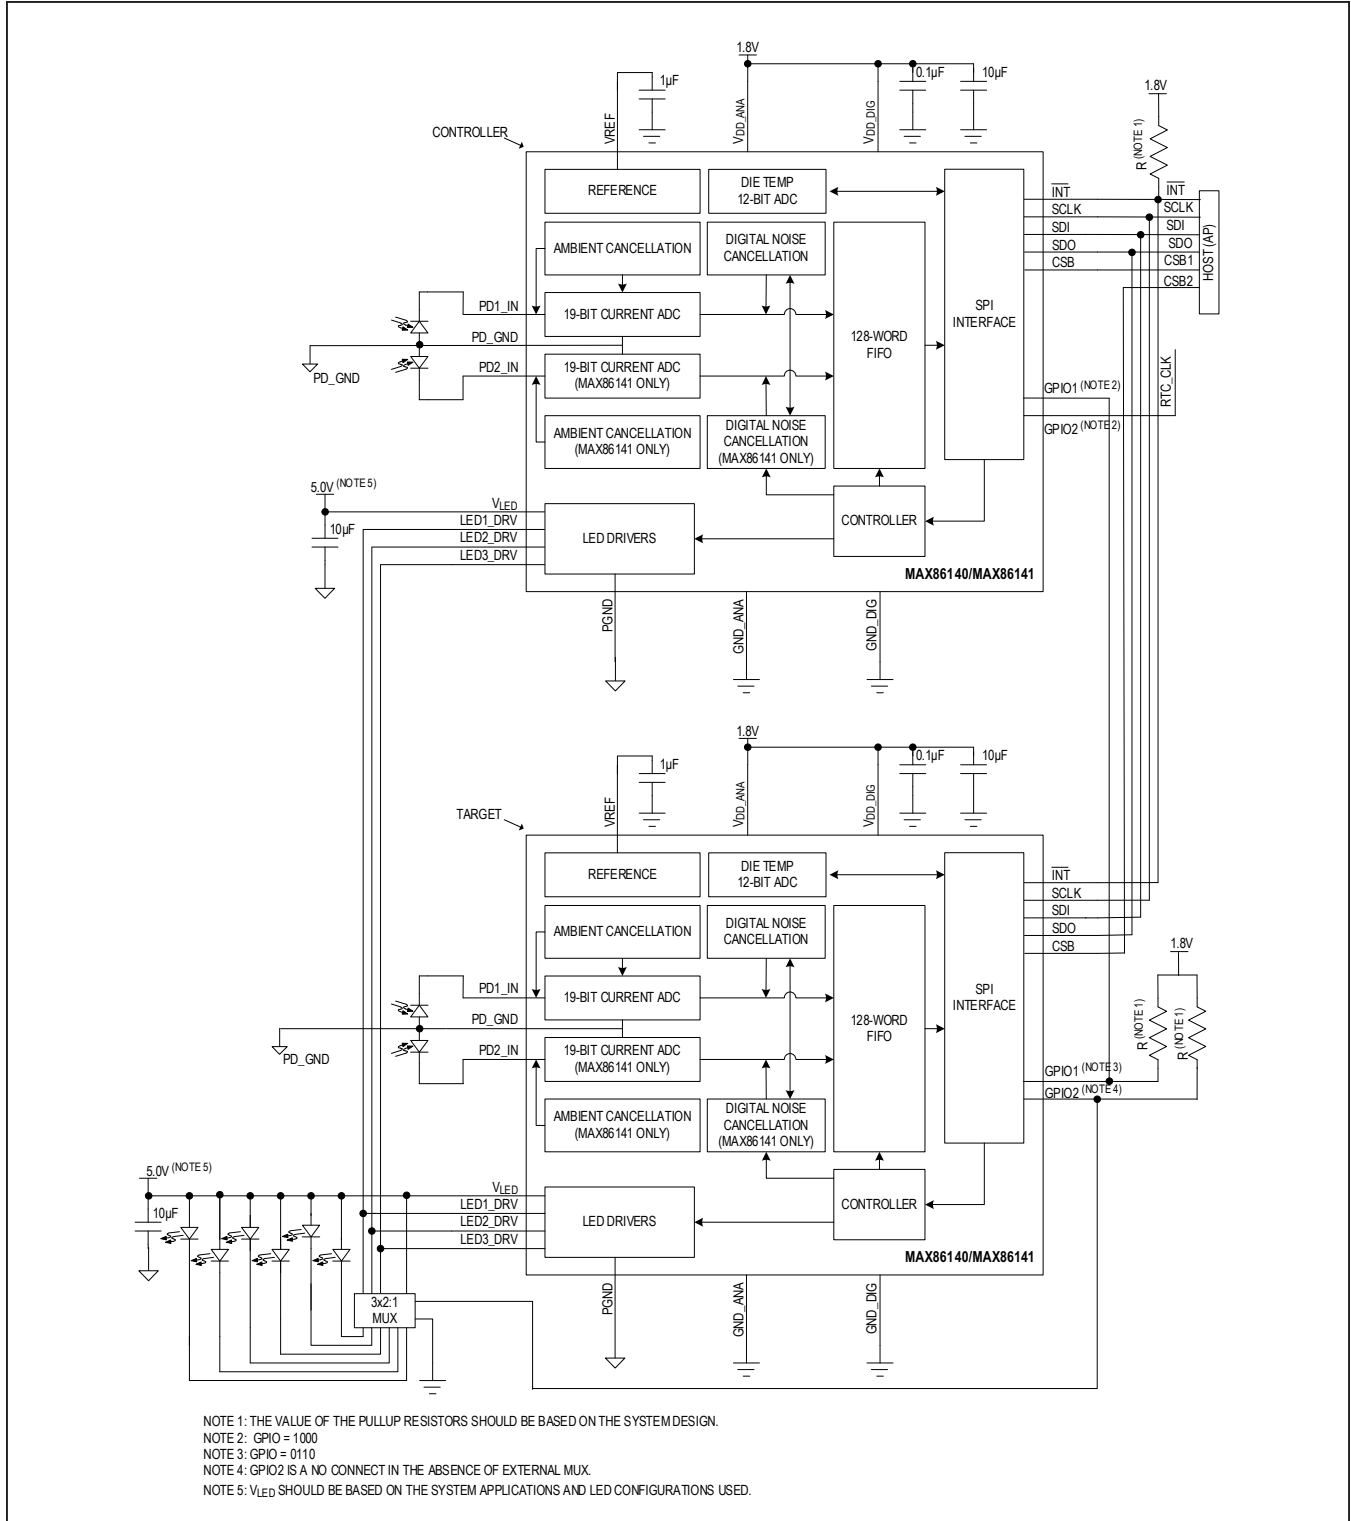 1.8V
1µF
0.1µF
10µF
1.8V
CONTROLLER
VREF
VDD_ANA
VDD_DIG
R (NOTE 1)
REFERENCE
DIE TEMP
12-BIT ADC
INT
INT
SCLK
SCLK
SDI
SDI
SDO
SDO
CSB
CSB1
CSB2
HOST (AP)
AMBIENT CANCELLATION
DIGITAL NOISE
CANCELLATION
PD1_IN
19-BIT CURRENT ADC
SPI
INTERFACE
128-WORD
FIFO
PD_GND
PD_GND
PD2_IN
19-BIT CURRENT ADC
(MAX86141 ONLY)
GPIO1 (NOTE 2)
RTC_CLK
GPIO2 (NOTE 2)
AMBIENT CANCELLATION
(MAX86141 ONLY)
DIGITAL NOISE
CANCELLATION
(MAX86141 ONLY)
5.0V (NOTE 5)
10µF
VLED
LED1_DRV
LED2_DRV
LED3_DRV
LED DRIVERS
CONTROLLER
MAX86140/MAX86141
PGND
GND_ANA
GND_DIG
1.8V
1µF
0.1µF
10µF
TARGET
VREF
VDD_ANA
VDD_DIG
REFERENCE
DIE TEMP
12-BIT ADC
INT
SCLK
SDI
SDO
CSB
1.8V
AMBIENT CANCELLATION
DIGITAL NOISE
CANCELLATION
PD1_IN
19-BIT CURRENT ADC
SPI
INTERFACE
128-WORD
FIFO
R (NOTE 1)
R (NOTE 1)
PD_GND
PD_GND
PD2_IN
19-BIT CURRENT ADC
(MAX86141 ONLY)
GPIO1 (NOTE 3)
GPIO2 (NOTE 4)
AMBIENT CANCELLATION
(MAX86141 ONLY)
DIGITAL NOISE
CANCELLATION
(MAX86141 ONLY)
5.0V (NOTE 5)
10µF
VLED
LED1_DRV
LED2_DRV
LED3_DRV
LED DRIVERS
CONTROLLER
MAX86140/MAX86141
3x2:1
MUX
PGND
GND_ANA
GND_DIG
NOTE 1: THE VALUE OF THE PULLUP RESISTORS SHOULD BE BASED ON THE SYSTEM DESIGN.
NOTE 2: GPIO = 1000
NOTE 3: GPIO = 0110
NOTE 4: GPIO2 IS A NO CONNECT IN THE ABSENCE OF EXTERNAL MUX.
NOTE 5: VLED SHOULD BE BASED ON THE SYSTEM APPLICATIONS AND LED CONFIGURATIONS USED.